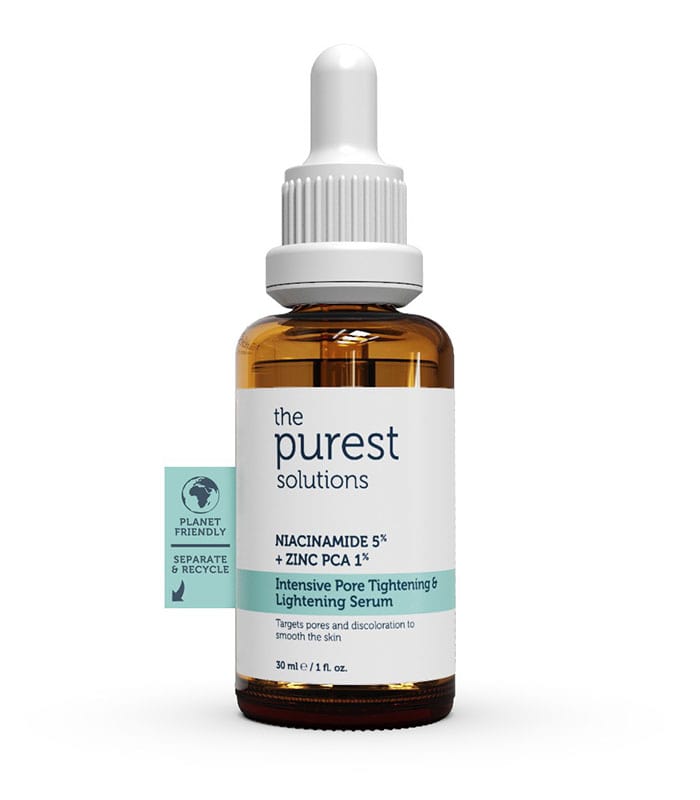 the
purest
solutions
NIACINAMIDE 5%
+ ZINC PCA 1%
Intensive Pore Tightening &
Lightening Serum
Targets pores and discoloration to
smooth the skin
30 ml ℮ / 1 fl. oz.
PLANET
FRIENDLY
SEPARATE
& RECYCLE